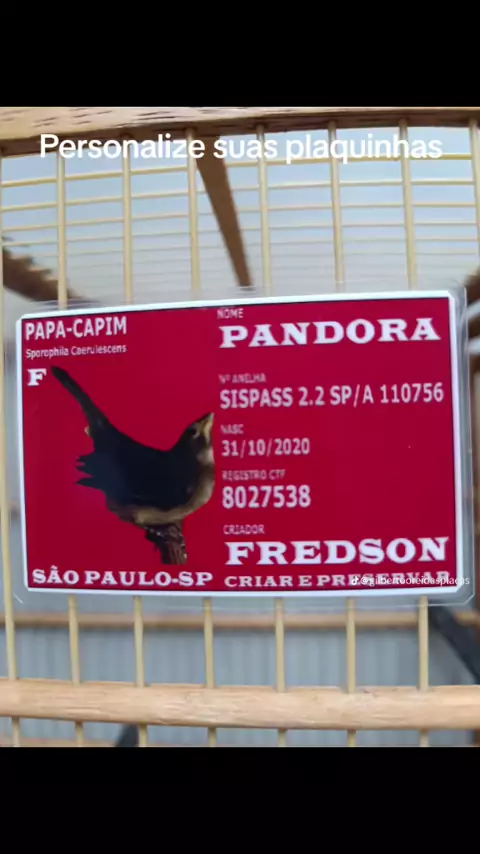 Personalize suas plaquinhas
PAPA-CAPIM
Sporophila Caerulescens
F
SÃO PAULO-SP
NOME
PANDORA
Nº ANILHA
SISPASS 2.2 SP/A 110756
NASC
31/10/2020
REGISTRO CTF
8027538
CRIADOR
FREDSON
CRIAR E PRESERVAR
@gilbertooreidasplacas